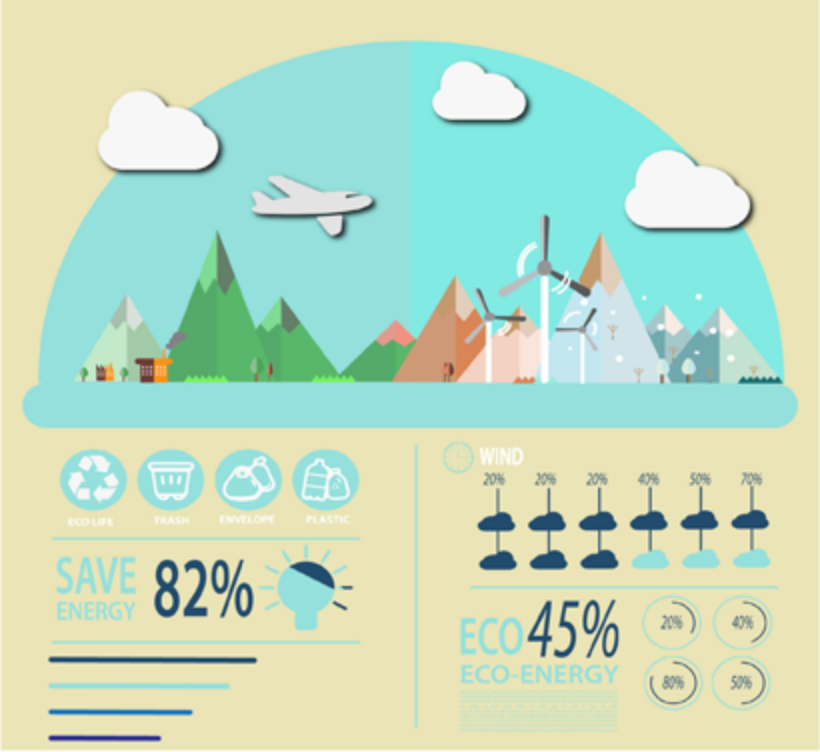 ECO LIFE
TRASH
ENVELOPE
PLASTIC
SAVE
ENERGY
82%
WIND
20% 20% 20% 40% 50% 70%
ECO 45%
ECO-ENERGY
20% 40%
80% 50%